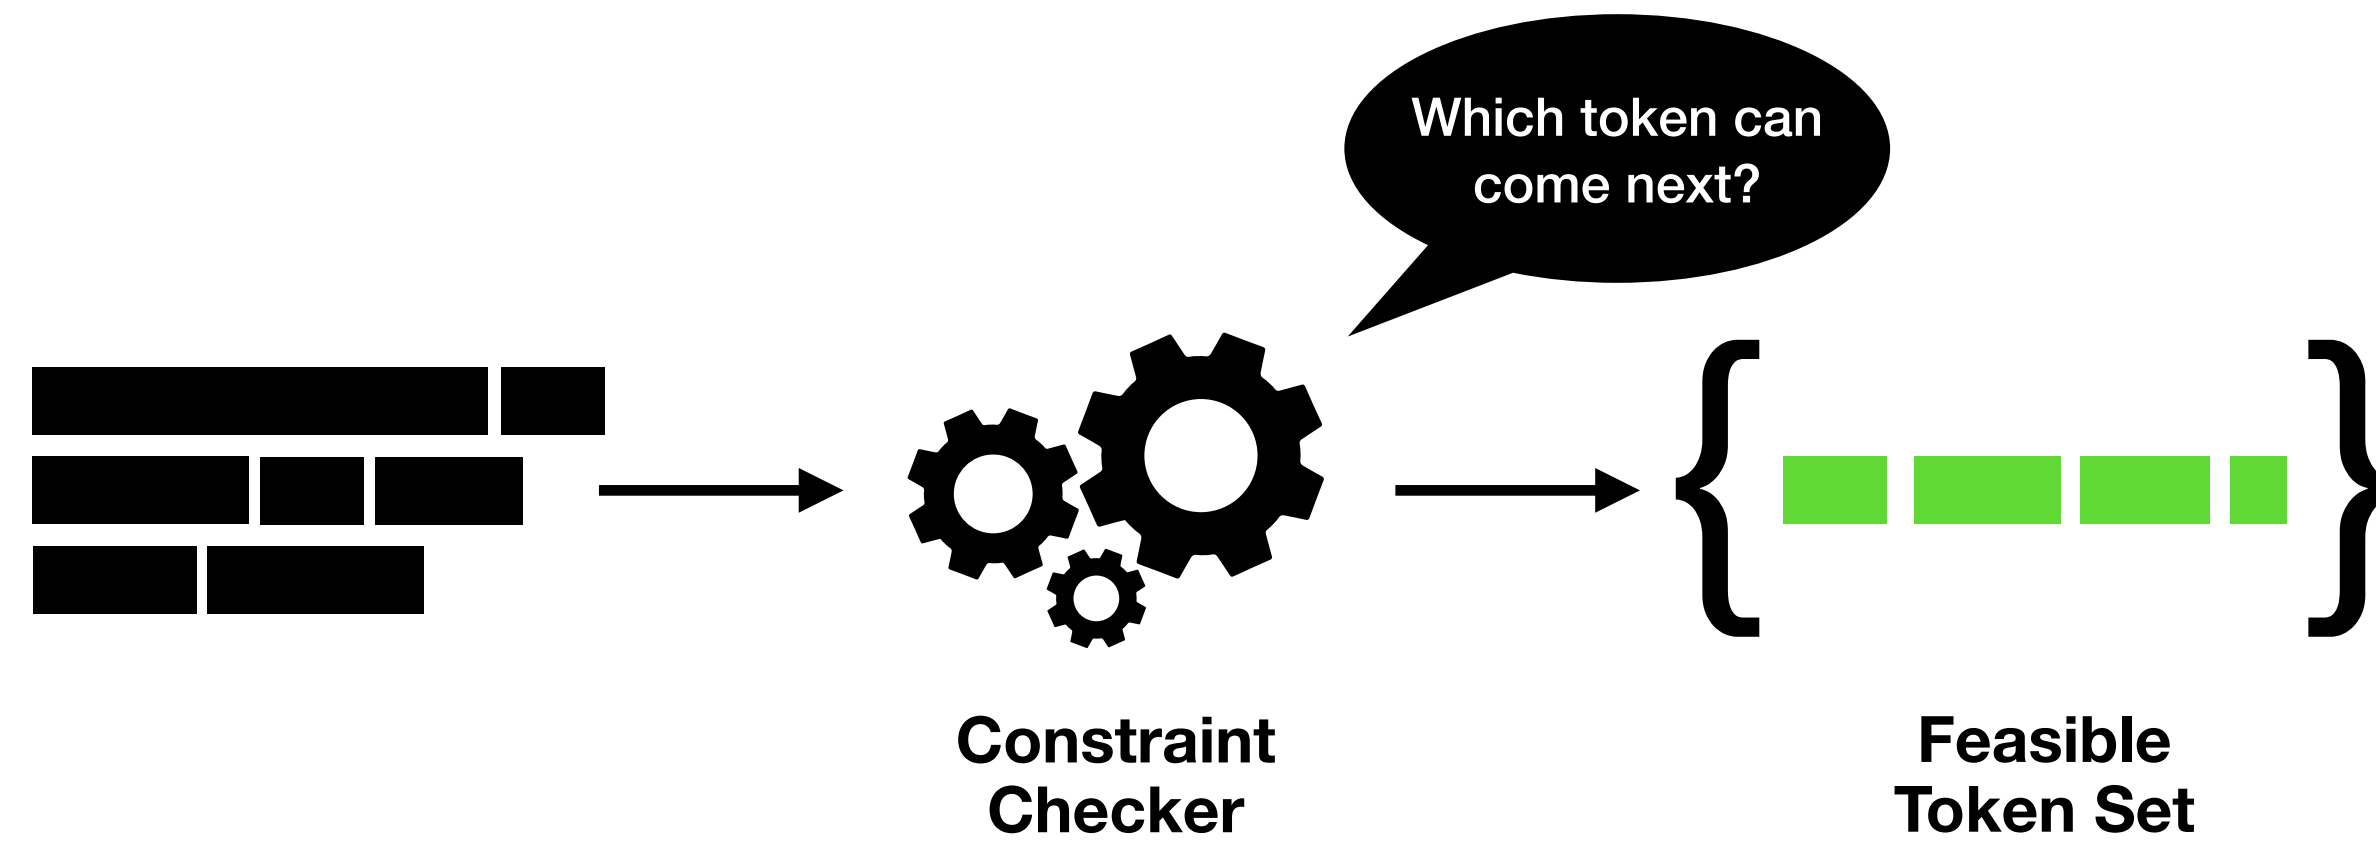 Which token can
come next?
{ }
Constraint
Checker
Feasible
Token Set